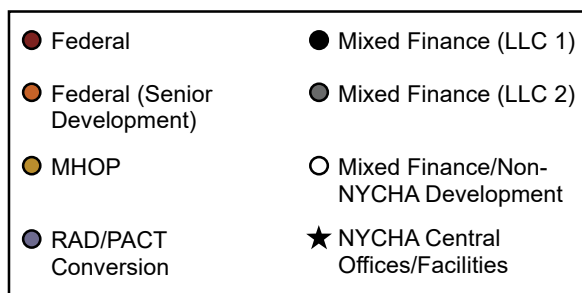 Federal
Federal (Senior
Development)
MHOP
RAD/PACT
Conversion
Mixed Finance (LLC 1)
Mixed Finance (LLC 2)
Mixed Finance/Non-
NYCHA Development
NYCHA Central
Offices/Facilities